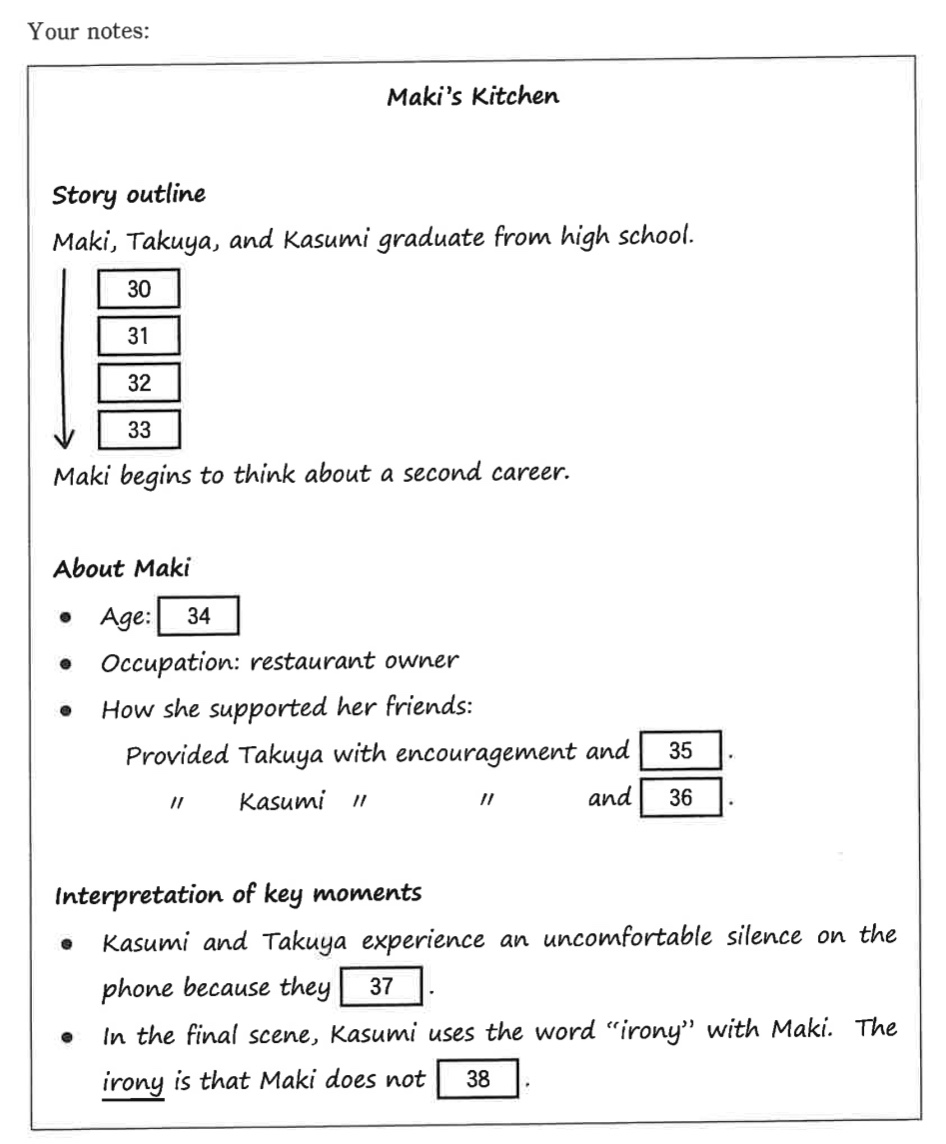 Your notes:
Maki's Kitchen
Story outline
Maki, Takuya, and Kasumi graduate from high school.
30
31
32
33
Maki begins to think about a second career.
About Maki
● Age: 34
● Occupation: restaurant owner
● How she supported her friends:
Provided Takuya with encouragement and 35 .
〃 Kasumi 〃 〃 and 36 .
Interpretation of key moments
● Kasumi and Takuya experience an uncomfortable silence on the
phone because they 37 .
● In the final scene, Kasumi uses the word “irony” with Maki. The
irony is that Maki does not 38 .